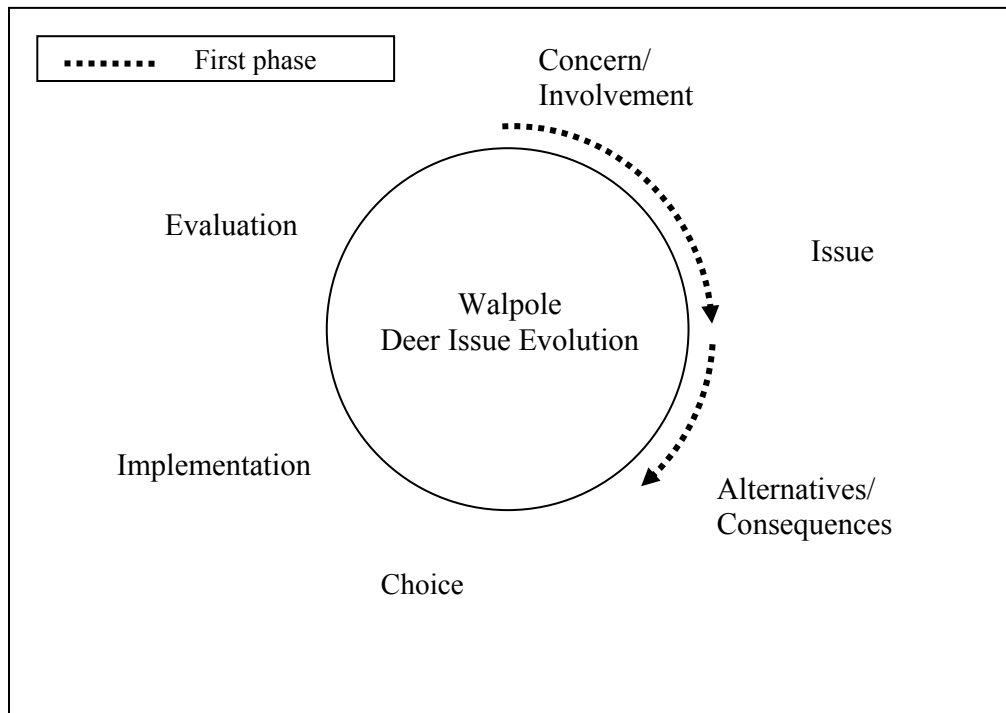 First phase
Concern/
Involvement
Evaluation
Issue
Walpole
Deer Issue Evolution
Implementation
Alternatives/
Consequences
Choice